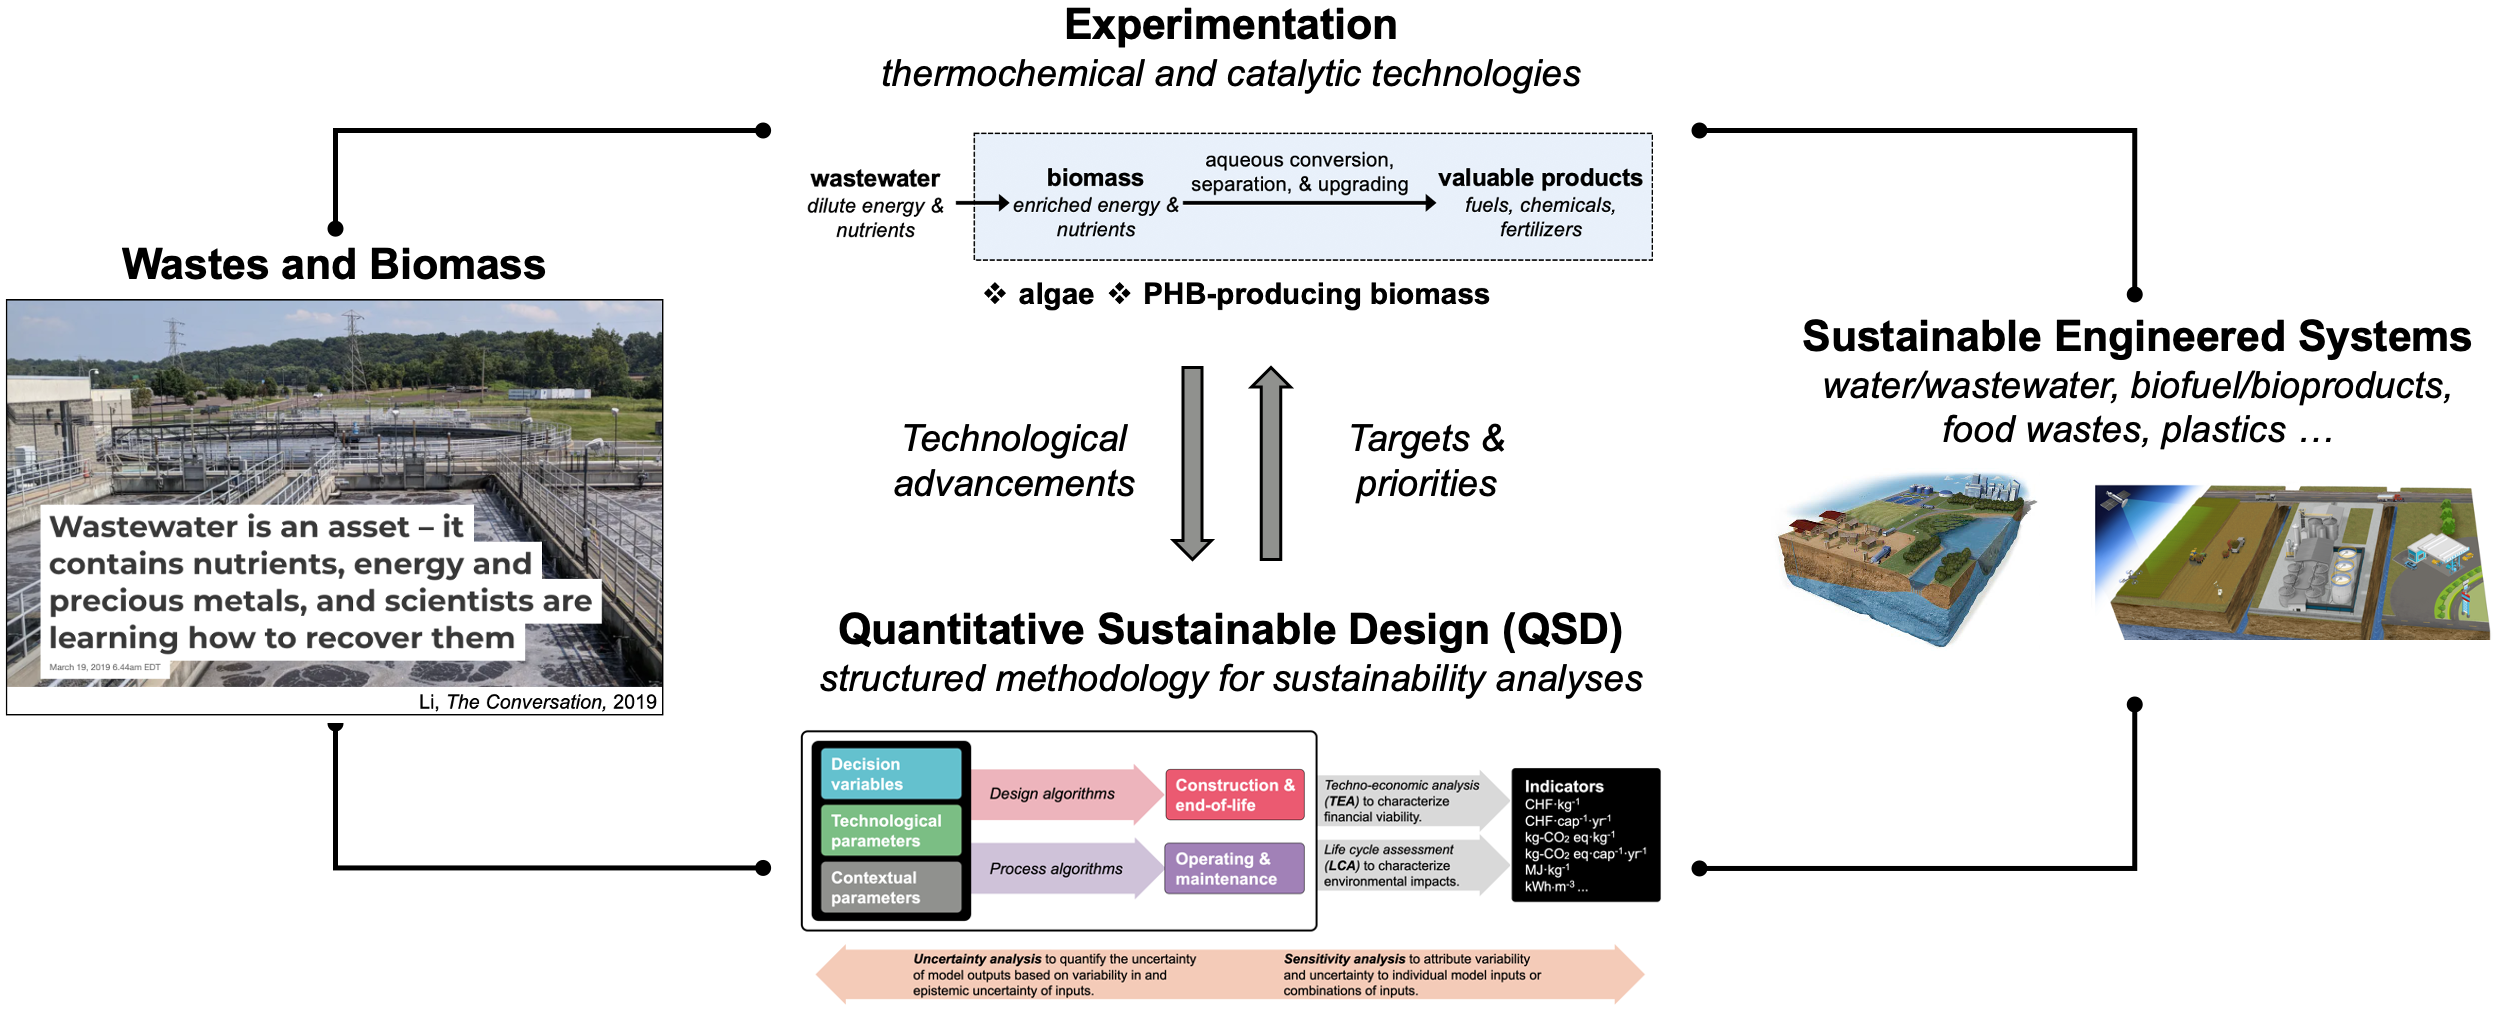 Experimentation
thermochemical and catalytic technologies
wastewater
dilute energy &
nutrients
biomass
enriched energy &
nutrients
aqueous conversion,
separation, & upgrading
valuable products
fuels, chemicals,
fertilizers
❖ algae ❖ PHB-producing biomass
Wastes and Biomass
Wastewater is an asset – it
contains nutrients, energy and
precious metals, and scientists are
learning how to recover them
March 19, 2019 6.44am EDT
Li, The Conversation, 2019
Technological
advancements
Targets &
priorities
Sustainable Engineered Systems
water/wastewater, biofuel/bioproducts,
food wastes, plastics …
Quantitative Sustainable Design (QSD)
structured methodology for sustainability analyses
Decision
variables
Technological
parameters
Contextual
parameters
Design algorithms
Process algorithms
Construction &
end-of-life
Operating &
maintenance
Techno-economic analysis
(TEA) to characterize
financial viability.
Life cycle assessment
(LCA) to characterize
environmental impacts.
Indicators
CHF·kg⁻¹
CHF·cap⁻¹·yr⁻¹
kg-CO₂ eq·kg⁻¹
kg-CO₂ eq·cap⁻¹·yr⁻¹
MJ·kg⁻¹
kWh·m⁻³ ...
Uncertainty analysis to quantify the uncertainty
of model outputs based on variability in and
epistemic uncertainty of inputs.
Sensitivity analysis to attribute variability
and uncertainty to individual model inputs or
combinations of inputs.